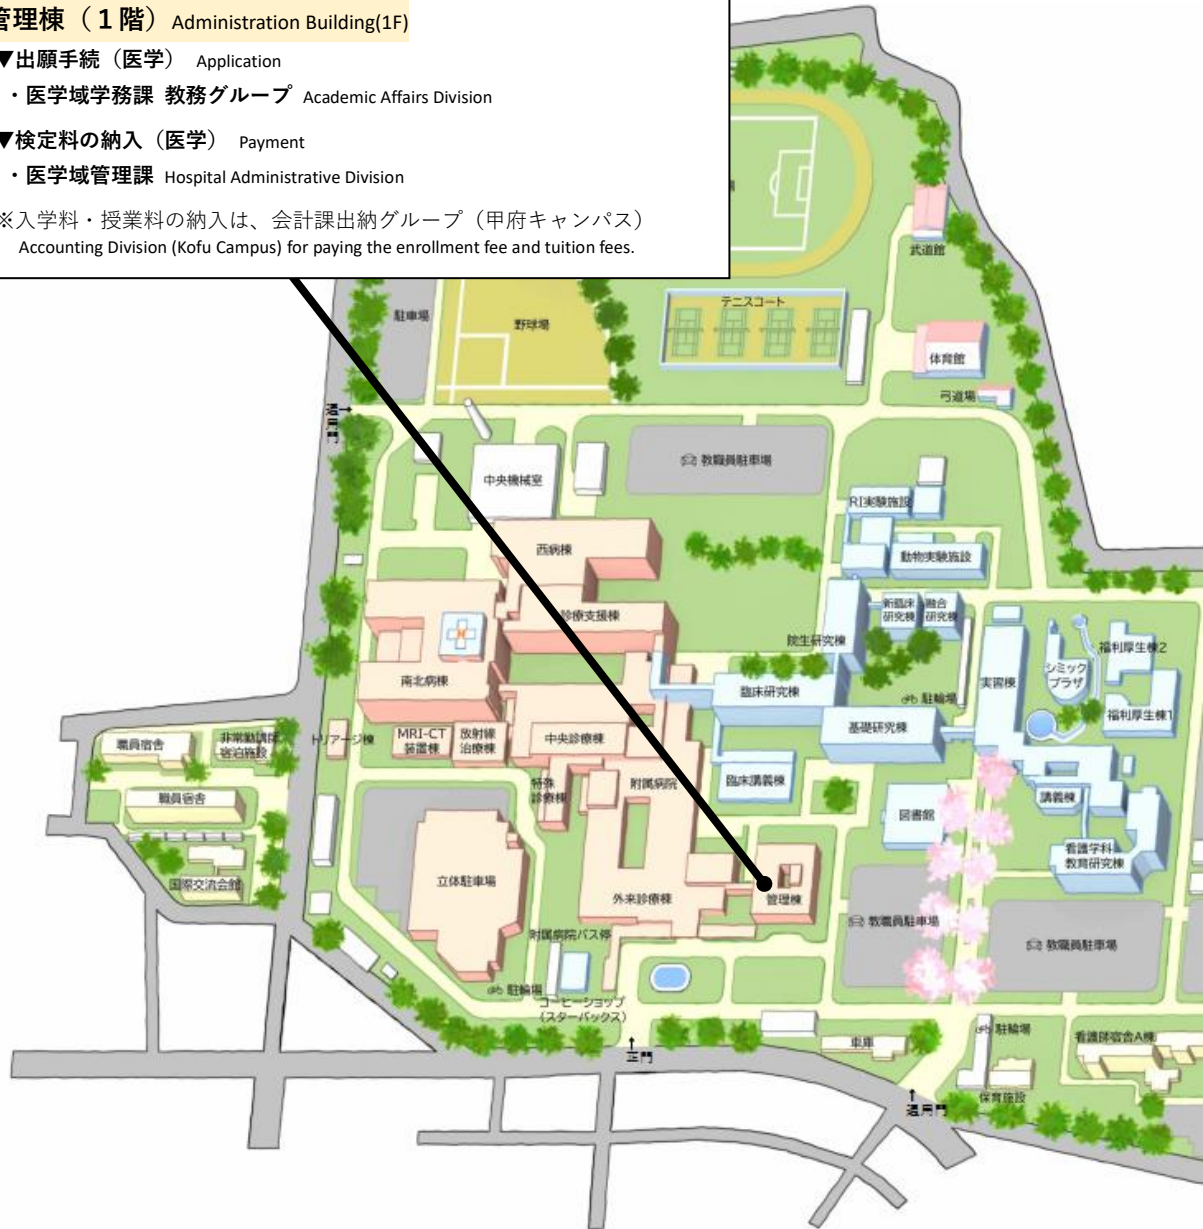 管理棟（１階）Administration Building(1F)
▼出願手続（医学） Application
・医学域学務課 教務グループ Academic Affairs Division
▼検定料の納入（医学） Payment
・医学域管理課 Hospital Administrative Division
※入学料・授業料の納入は、会計課出納グループ（甲府キャンパス）
Accounting Division (Kofu Campus) for paying the enrollment fee and tuition fees.
武道館
テニスコート
駐車場
野球場
体育館
弓道場
通用門
教職員駐車場
中央機械室
RI実験施設
西病棟
動物実験施設
診療支援棟
新臨床
研究棟
融合
研究棟
院生研究棟
福利厚生棟2
シミック
プラザ
実習棟
南北病棟
臨床研究棟
駐輪場
福利厚生棟1
基礎研究棟
職員宿舎
非常勤講師
宿泊施設
トリアージ棟
MRI-CT
装置棟
放射線
治療棟
中央診療棟
特殊
診療棟
附属病院
臨床講義棟
職員宿舎
講義棟
図書館
看護学科
教育研究棟
国際交流会館
立体駐車場
外来診療棟
管理棟
教職員駐車場
教職員駐車場
附属病院バス停
駐輪場
コーヒーショップ
（スターバックス）
正門
車庫
駐輪場
看護師宿舎A棟
保育施設
通用門